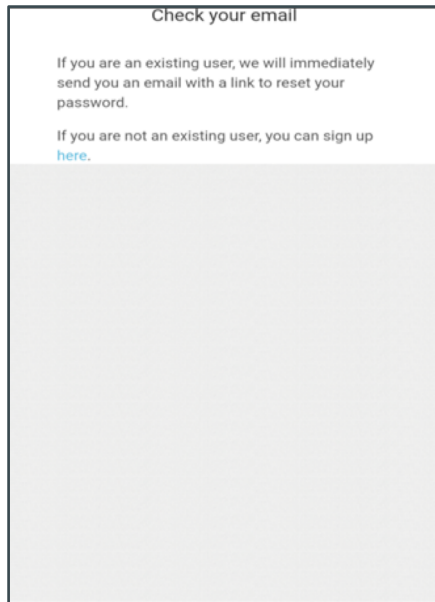 Check your email
If you are an existing user, we will immediately
send you an email with a link to reset your
password.
If you are not an existing user, you can sign up
here.